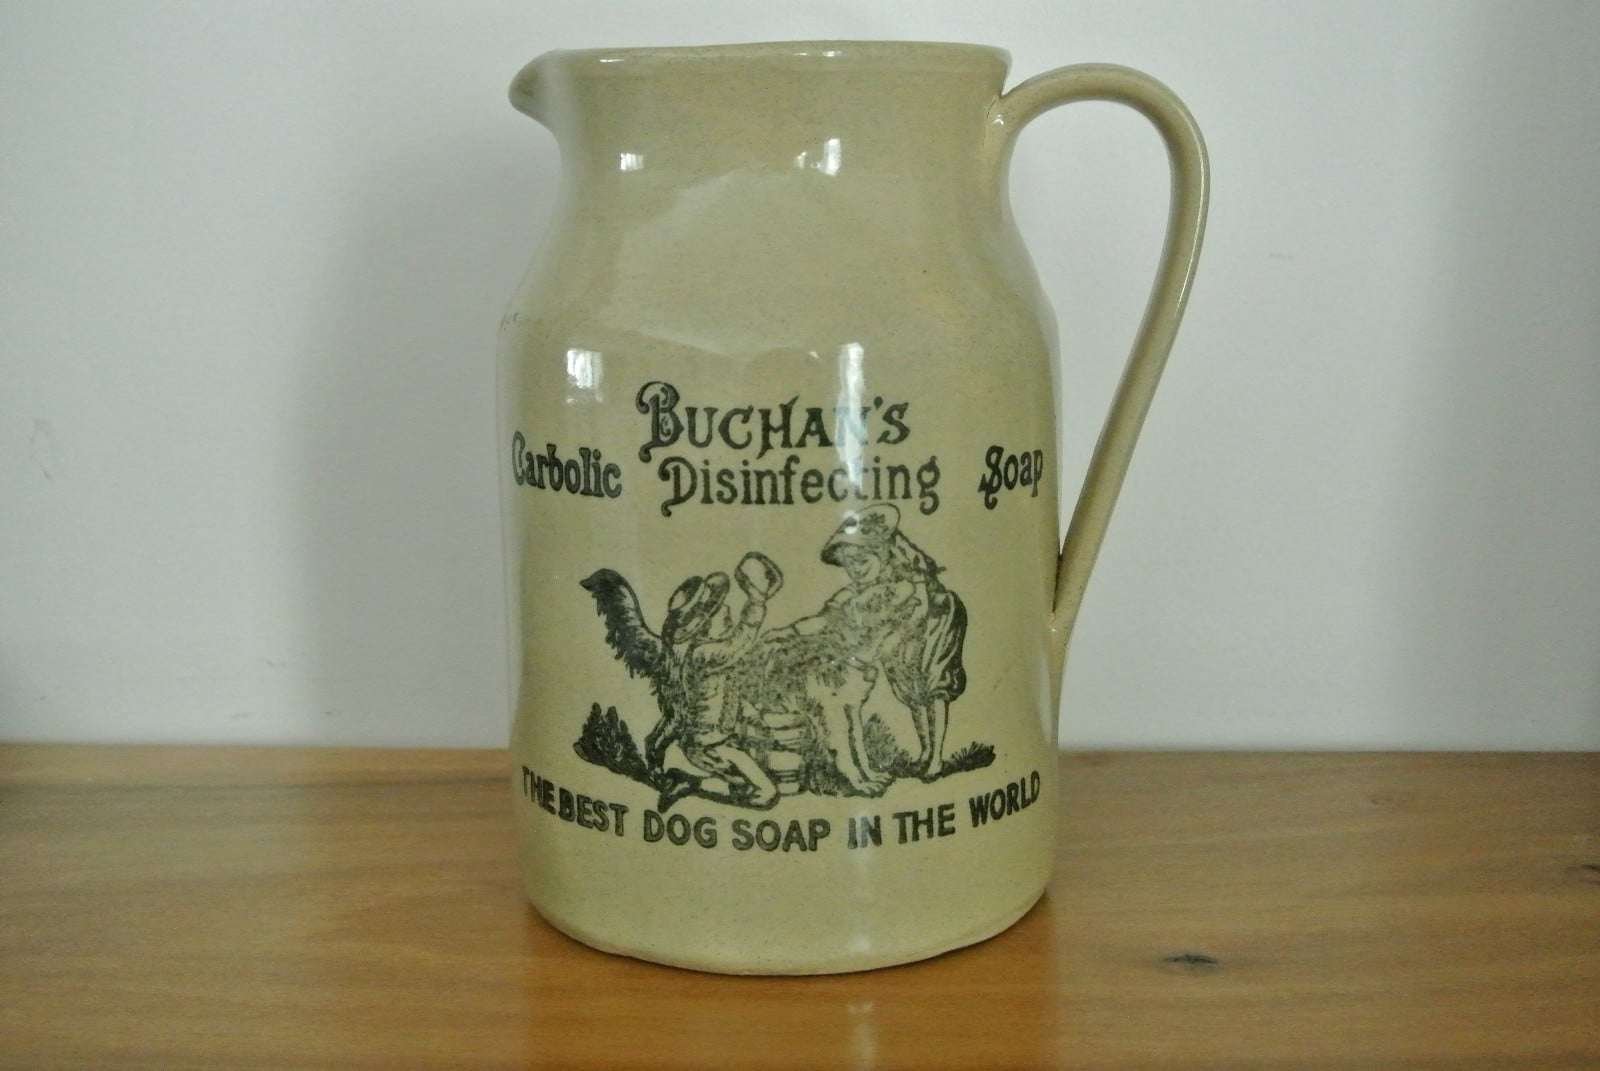 BUCHAN'S
Carbolic Disinfecting Soap
THE BEST DOG SOAP IN THE WORLD